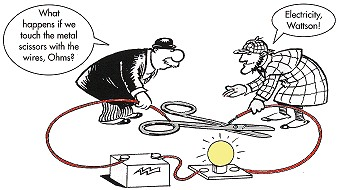 What
happens if we
touch the metal
scissors with the
wires, Ohms?
Electricity,
Wattson!